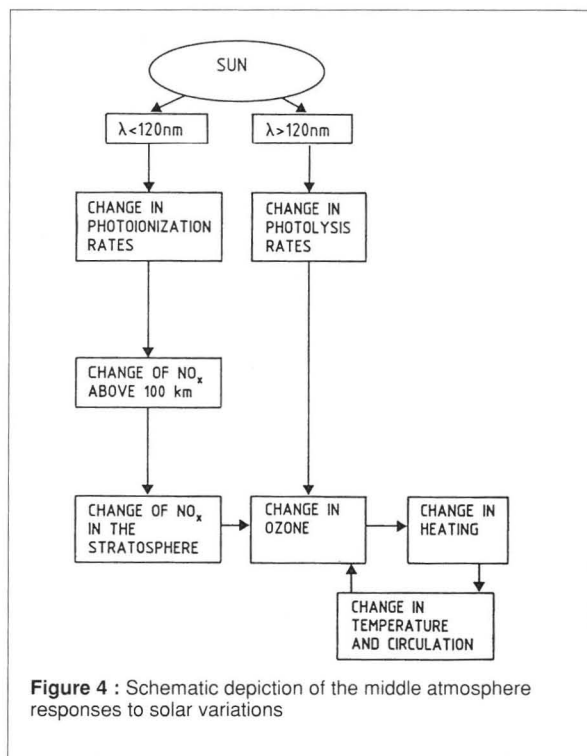 SUN
λ<120nm
λ>120nm
CHANGE IN
PHOTOIONIZATION
RATES
CHANGE IN
PHOTOLYSIS
RATES
CHANGE OF NOx
ABOVE 100 km
CHANGE OF NOx
IN THE
STRATOSPHERE
CHANGE IN
OZONE
CHANGE IN
HEATING
CHANGE IN
TEMPERATURE
AND CIRCULATION
Figure 4 : Schematic depiction of the middle atmosphere
responses to solar variations